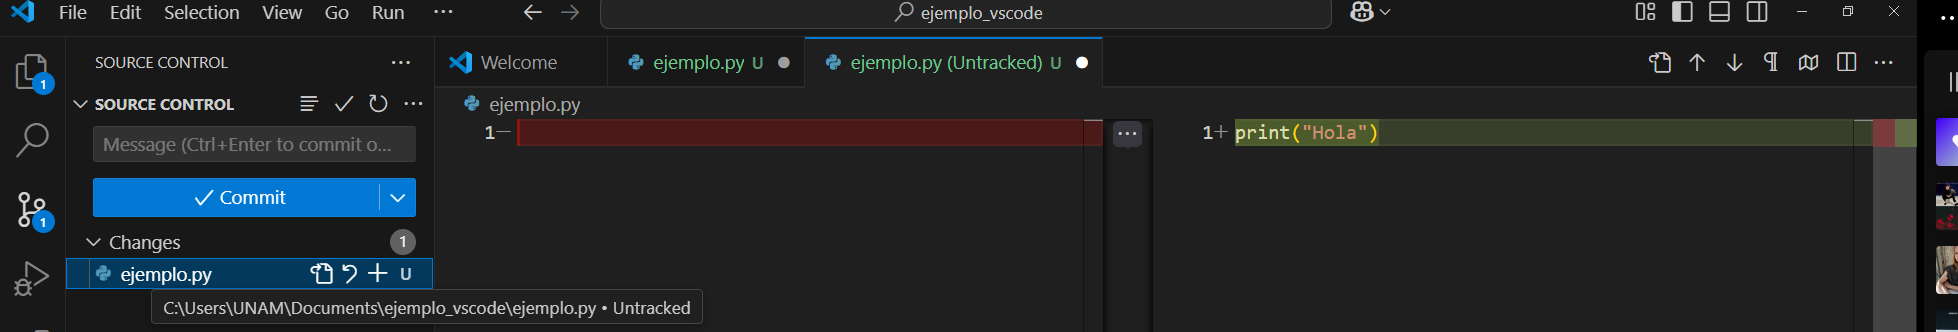 File Edit Selection View Go Run ··· ejemplo_vscode
SOURCE CONTROL ···
Welcome ejemplo.py U ejemplo.py (Untracked) U
SOURCE CONTROL
ejemplo.py
Message (Ctrl+Enter to commit o...
1− 1+ print("Hola")
Commit
Changes 1
ejemplo.py U
C:\Users\UNAM\Documents\ejemplo_vscode\ejemplo.py • Untracked
1
1